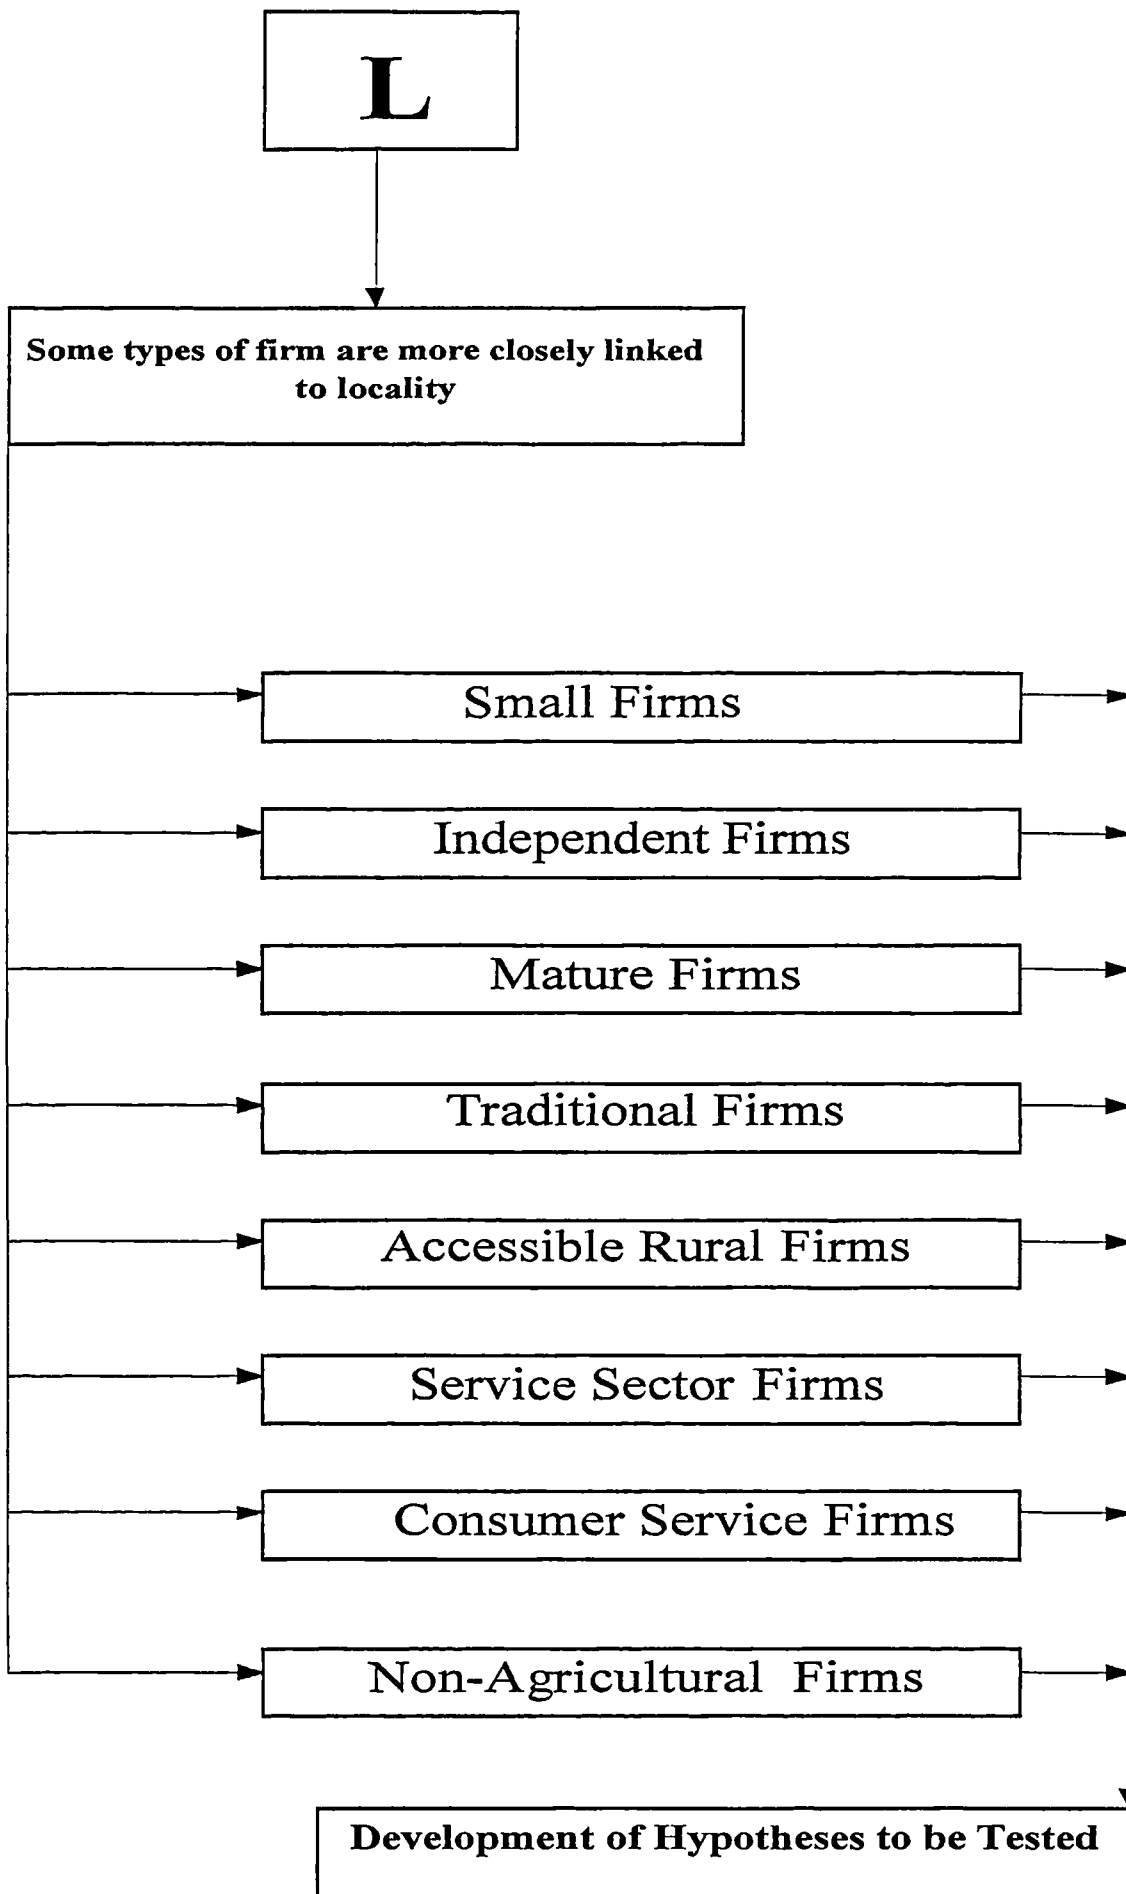 L
Some types of firm are more closely linked
to locality
Small Firms
Independent Firms
Mature Firms
Traditional Firms
Accessible Rural Firms
Service Sector Firms
Consumer Service Firms
Non-Agricultural Firms
Development of Hypotheses to be Tested